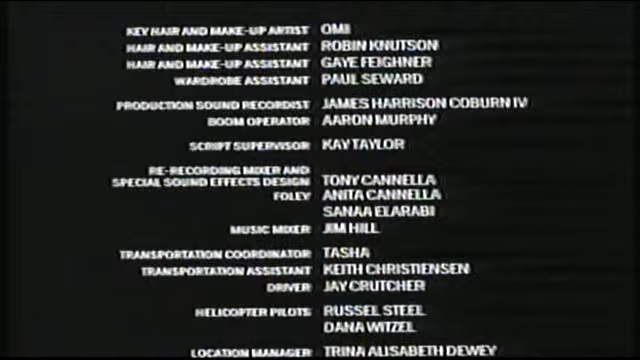 KEY HAIR AND MAKE-UP ARTIST OMII
HAIR AND MAKE-UP ASSISTANT ROBIN KNUTSON
HAIR AND MAKE-UP ASSISTANT GAYE FEIGHNER
WARDROBE ASSISTANT PAUL SEWARD
PRODUCTION SOUND RECORDIST JAMES HARRISON COBURN IV
BOOM OPERATOR AARON MURPHY
SCRIPT SUPERVISOR KAY TAYLOR
RE-RECORDING MIXER AND
SPECIAL SOUND EFFECTS DESIGN TONY CANNELLA
FOLEY ANITA CANNELLA
SANAA ELARABI
MUSIC MIXER JIM HILL
TRANSPORTATION COORDINATOR TASHA
TRANSPORTATION ASSISTANT KEITH CHRISTIENSEN
DRIVER JAY CRUTCHER
HELICOPTER PILOTS RUSSEL STEEL
DANA WITZEL
LOCATION MANAGER TRINA ALISABETH DEWEY